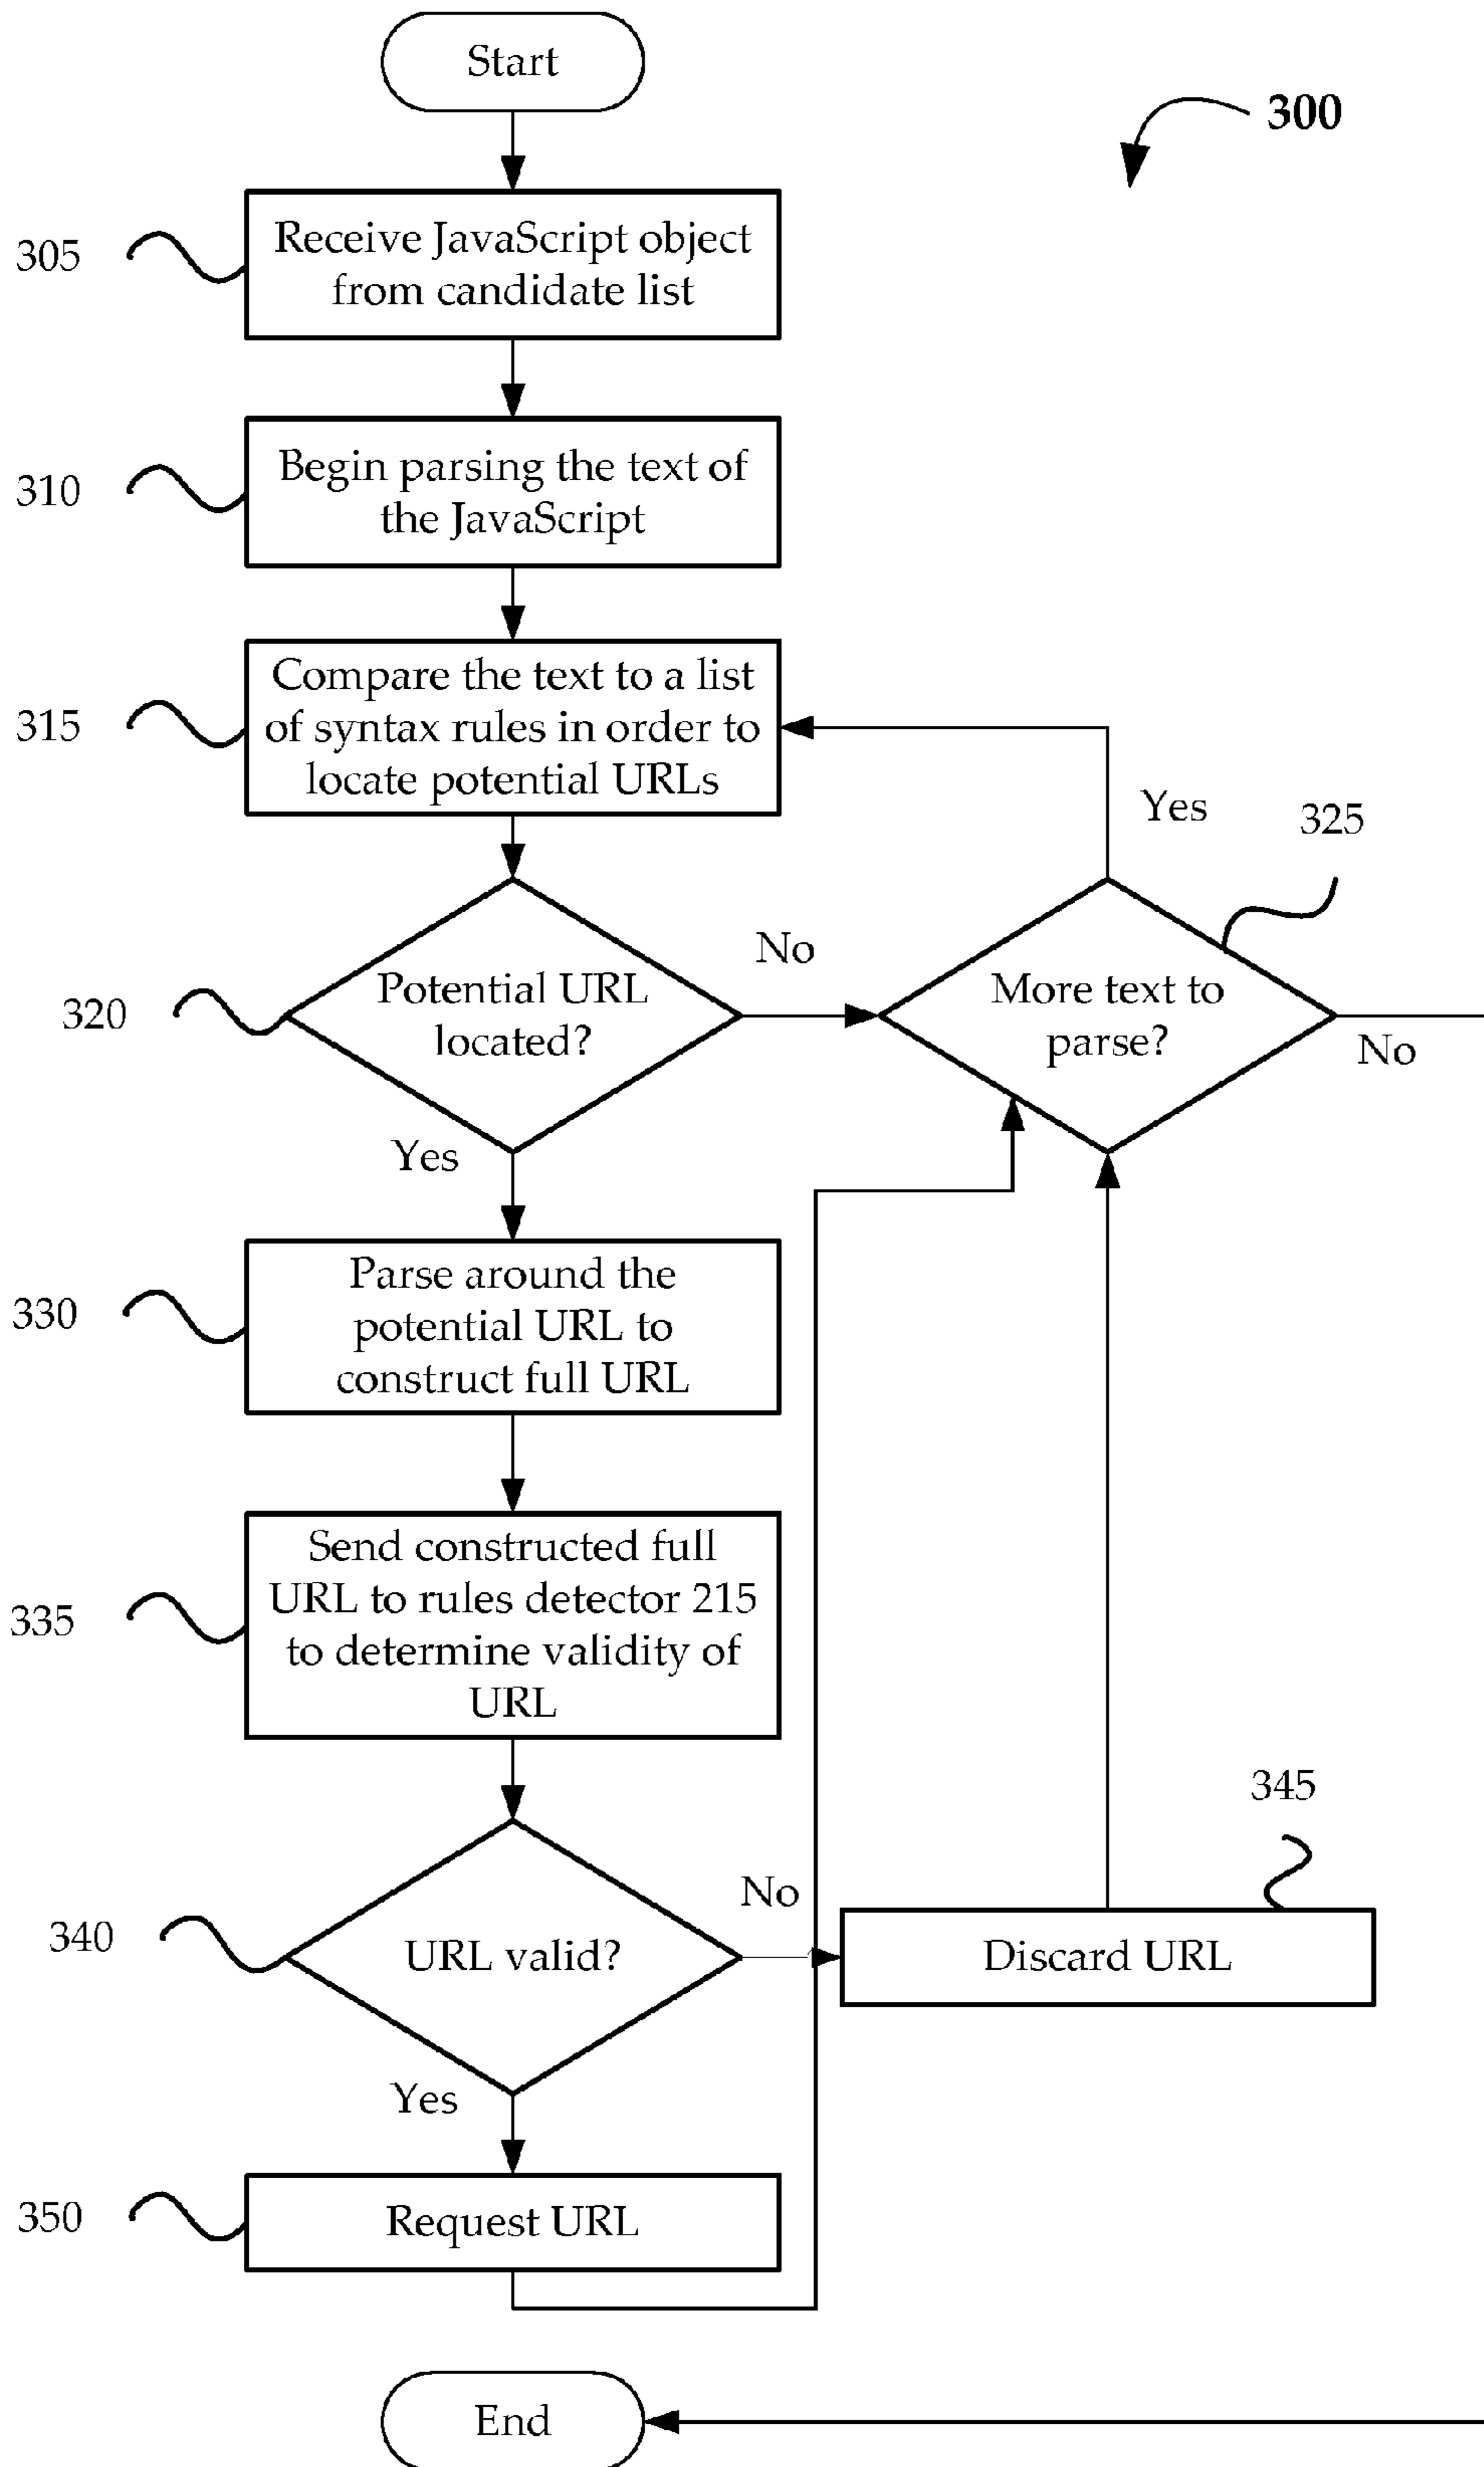 Start
300
305
Receive JavaScript object
from candidate list
310
Begin parsing the text of
the JavaScript
315
Compare the text to a list
of syntax rules in order to
locate potential URLs
Yes
325
320
Potential URL
located?
No
More text to
parse?
No
Yes
330
Parse around the
potential URL to
construct full URL
335
Send constructed full
URL to rules detector 215
to determine validity of
URL
345
340
URL valid?
No
Discard URL
Yes
350
Request URL
End